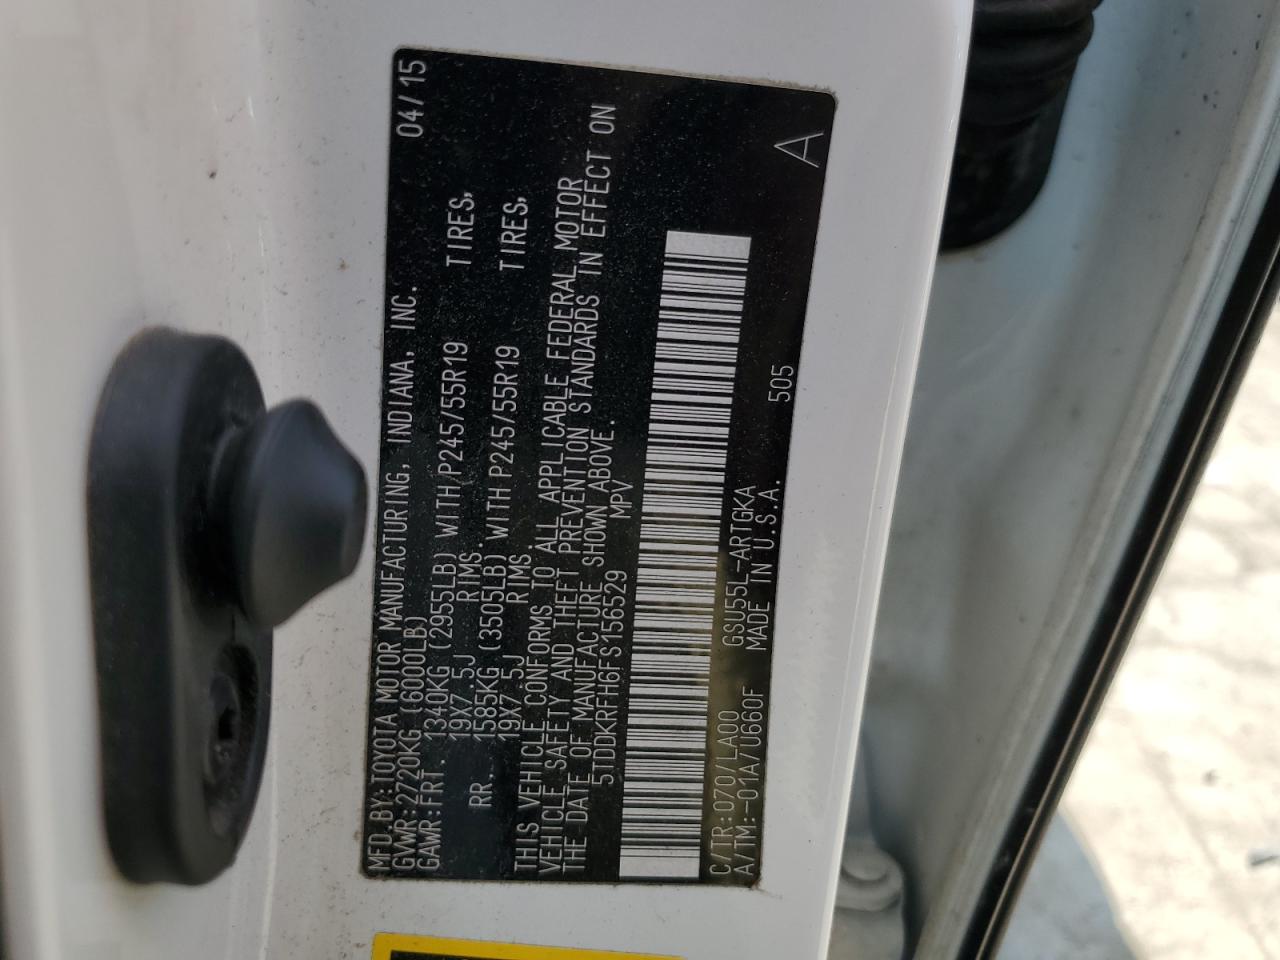 MFD.BY:TOYOTA MOTOR MANUFACTURING, INDIANA, INC. 04/15
GVWR:2720KG (6000LB)
GAWR:FRT. 1340KG (2955LB) WITH P245/55R19 TIRES,
19X7.5J RIMS.
RR. 1585KG (3505LB) WITH P245/55R19 TIRES,
19X7.5J RIMS.
THIS VEHICLE CONFORMS TO ALL APPLICABLE FEDERAL MOTOR
VEHICLE SAFETY AND THEFT PREVENTION STANDARDS IN EFFECT ON
THE DATE OF MANUFACTURE SHOWN ABOVE.
5TDDKRFH6FS156529 MPV
C/TR:070/LA00 GSU55L-ARTGKA
A/TM:-01A/U660F MADE IN U.S.A. 505
A